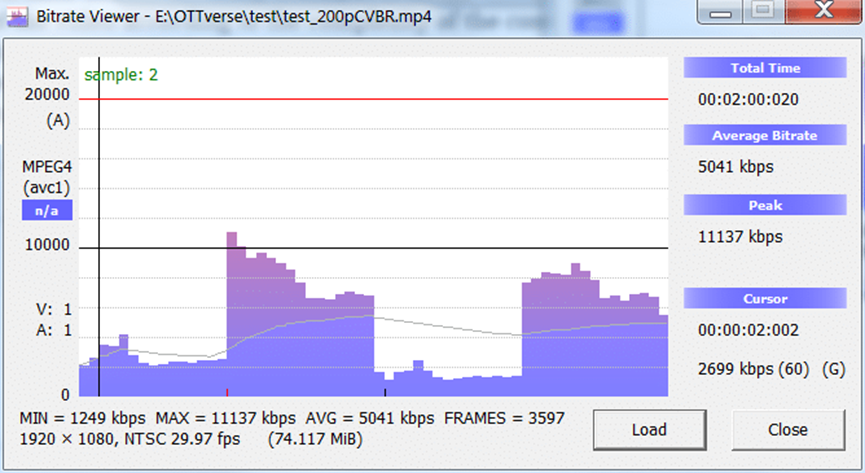 Bitrate Viewer - E:\OTTverse\test\test_200pCVBR.mp4
Max.
20000
(A)
MPEG4
(avc1)
n/a
10000
V: 1
A: 1
0
sample: 2
Total Time
00:02:00:020
Average Bitrate
5041 kbps
Peak
11137 kbps
Cursor
00:00:02:002
2699 kbps (60) (G)
MIN = 1249 kbps MAX = 11137 kbps AVG = 5041 kbps FRAMES = 3597
1920 × 1080, NTSC 29.97 fps (74.117 MiB)
Load
Close